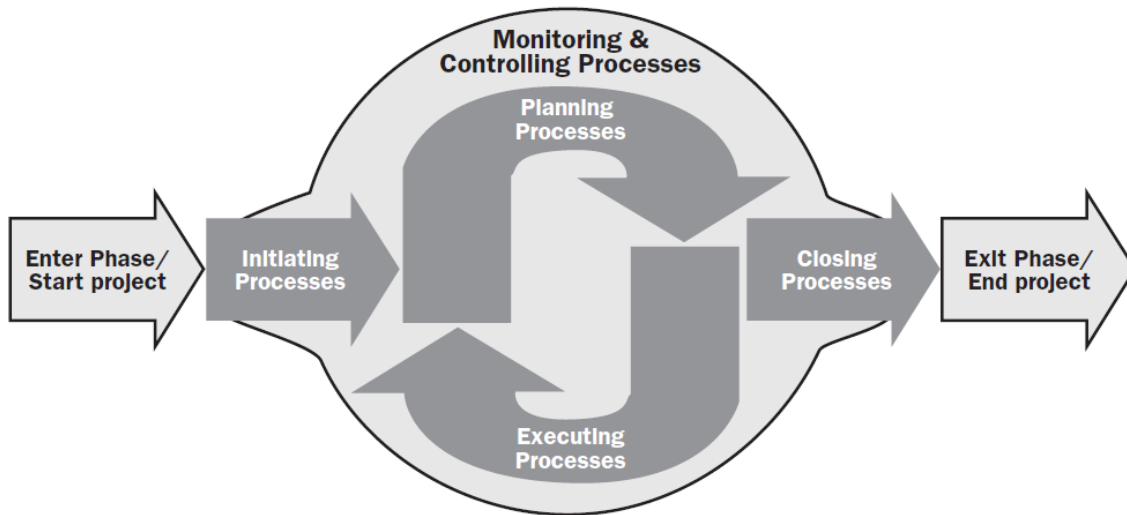 Monitoring &
Controlling Processes
Planning
Processes
Enter Phase/
Start project
Initiating
Processes
Closing
Processes
Exit Phase/
End project
Executing
Processes